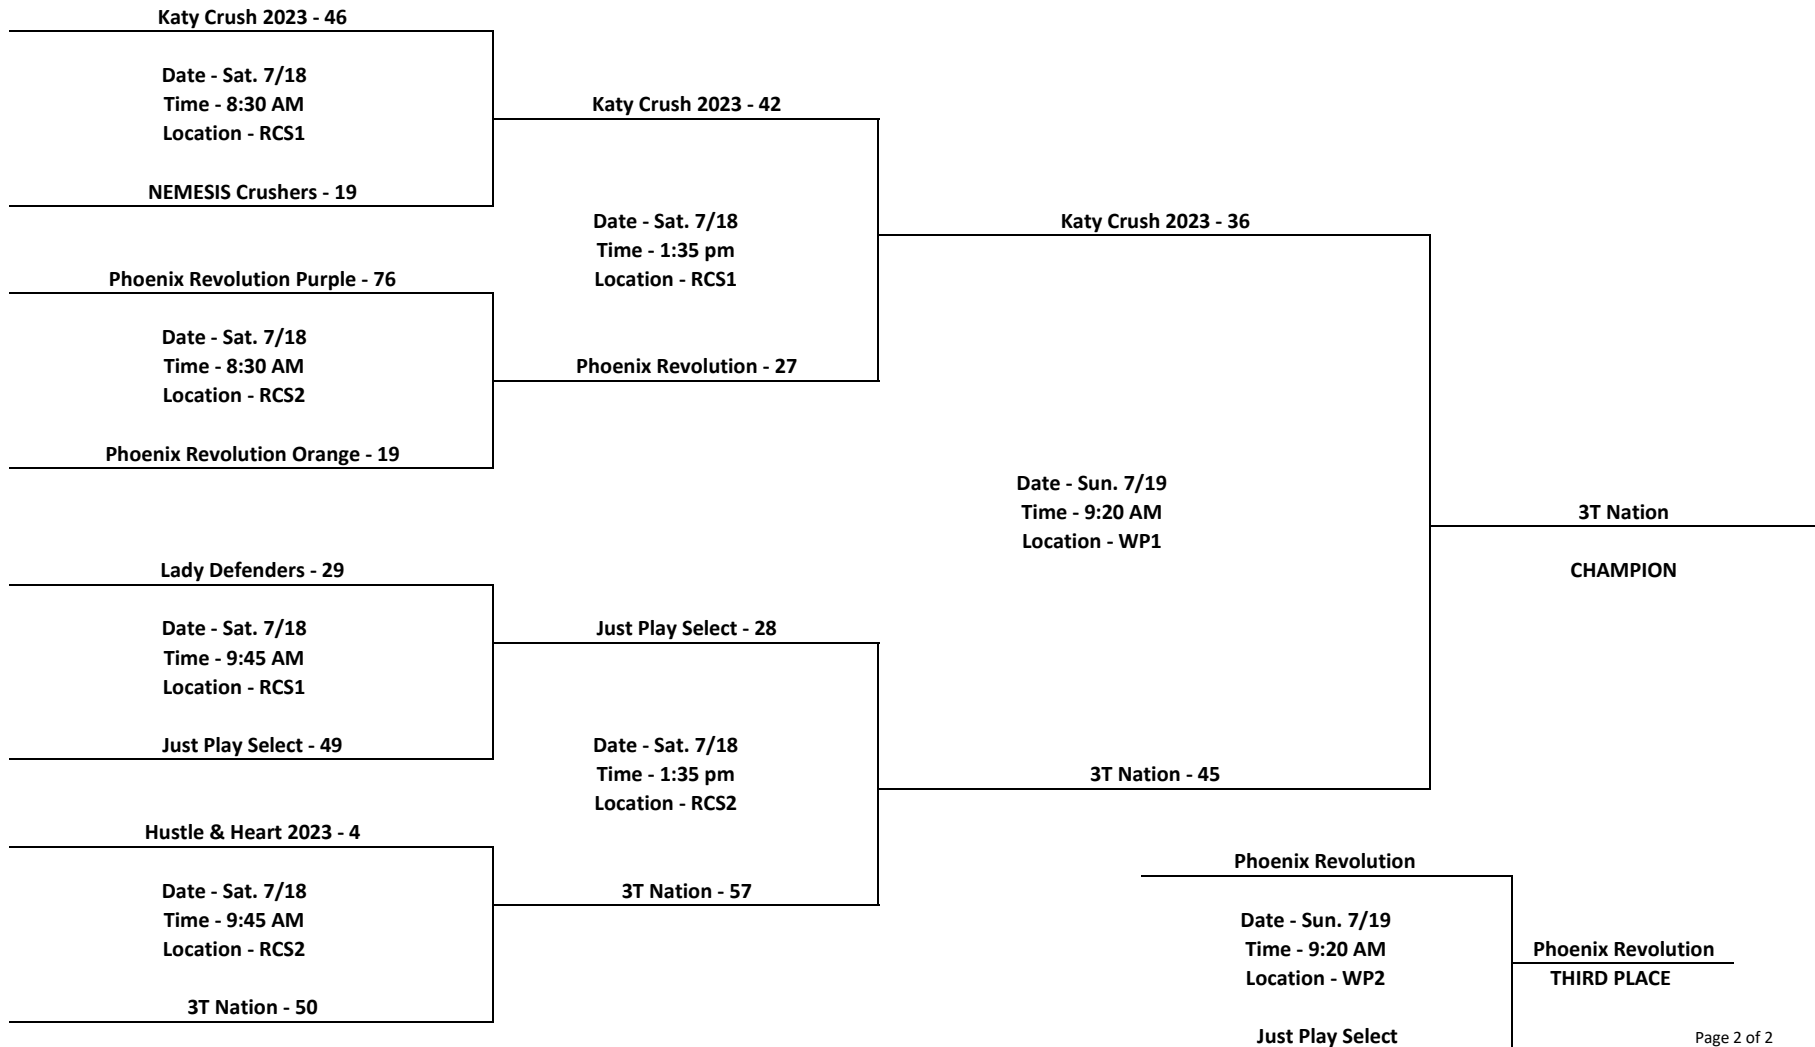 Katy Crush 2023 - 46
Date - Sat. 7/18
Time - 8:30 AM
Location - RCS1
NEMESIS Crushers - 19
Phoenix Revolution Purple - 76
Date - Sat. 7/18
Time - 8:30 AM
Location - RCS2
Phoenix Revolution Orange - 19
Lady Defenders - 29
Date - Sat. 7/18
Time - 9:45 AM
Location - RCS1
Just Play Select - 49
Hustle & Heart 2023 - 4
Date - Sat. 7/18
Time - 9:45 AM
Location - RCS2
3T Nation - 50
Katy Crush 2023 - 42
Date - Sat. 7/18
Time - 1:35 pm
Location - RCS1
Phoenix Revolution - 27
Just Play Select - 28
Date - Sat. 7/18
Time - 1:35 pm
Location - RCS2
3T Nation - 57
Katy Crush 2023 - 36
Date - Sun. 7/19
Time - 9:20 AM
Location - WP1
3T Nation - 45
3T Nation
CHAMPION
Phoenix Revolution
Date - Sun. 7/19
Time - 9:20 AM
Location - WP2
Just Play Select
Phoenix Revolution
THIRD PLACE
Page 2 of 2